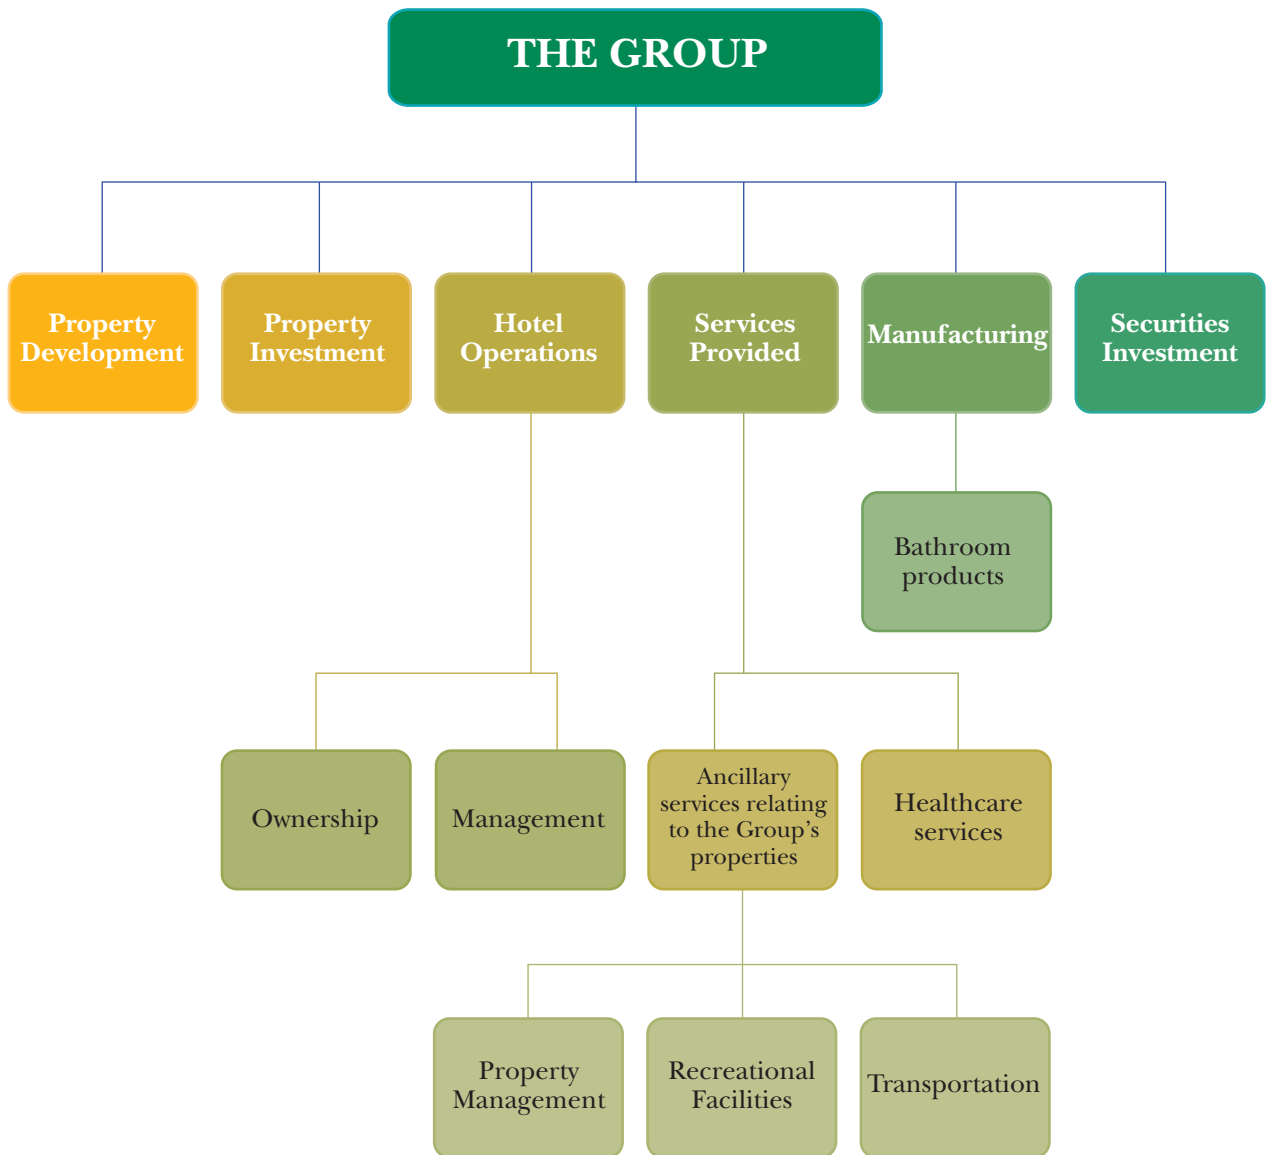 THE GROUP
Property
Development
Property
Investment
Hotel
Operations
Services
Provided
Manufacturing
Securities
Investment
Bathroom
products
Ownership
Management
Ancillary
services relating
to the Group’s
properties
Healthcare
services
Property
Management
Recreational
Facilities
Transportation